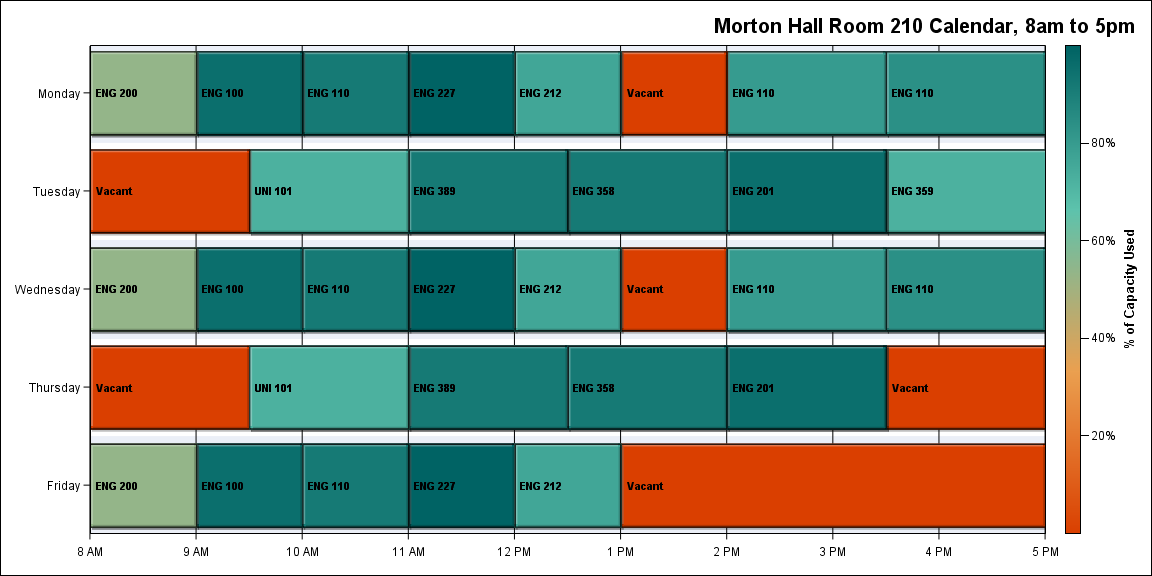 Morton Hall Room 210 Calendar, 8am to 5pm
Monday
ENG 200
ENG 100
ENG 110
ENG 227
ENG 212
Vacant
ENG 110
ENG 110
Tuesday
Vacant
UNI 101
ENG 389
ENG 358
ENG 201
ENG 359
Wednesday
ENG 200
ENG 100
ENG 110
ENG 227
ENG 212
Vacant
ENG 110
ENG 110
Thursday
Vacant
UNI 101
ENG 389
ENG 358
ENG 201
Vacant
Friday
ENG 200
ENG 100
ENG 110
ENG 227
ENG 212
Vacant
8 AM
9 AM
10 AM
11 AM
12 PM
1 PM
2 PM
3 PM
4 PM
5 PM
80%
60%
40%
20%
% of Capacity Used